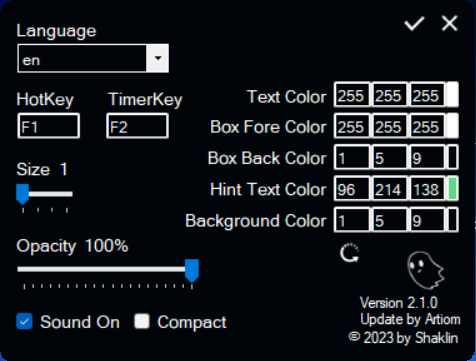 Language
en
HotKey TimerKey
F1 F2
Size 1
Opacity 100%
Sound On Compact
Text Color 255 255 255
Box Fore Color 255 255 255
Box Back Color 1 5 9
Hint Text Color 96 214 138
Background Color 1 5 9
Version 2.1.0
Update by Artiom
© 2023 by Shaklin